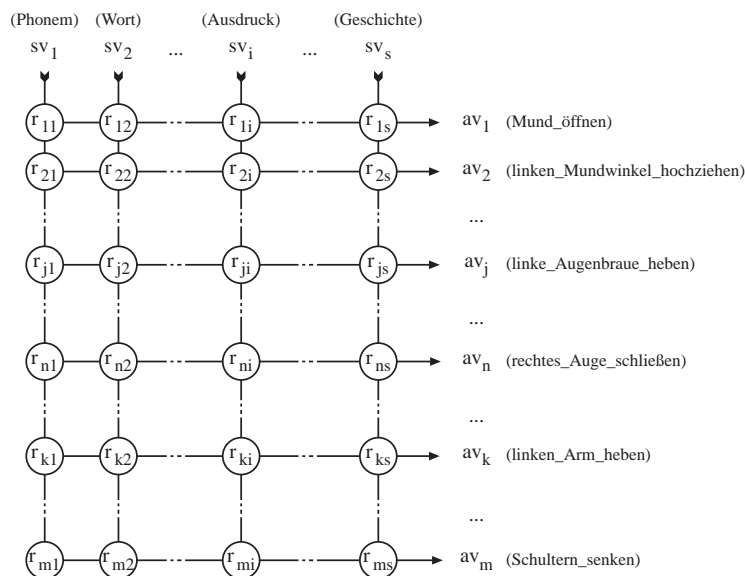 (Phonem) (Wort) (Ausdruck) (Geschichte)
sv1 sv2 ... svi ... svs
r11 r12 r1i r1s av1 (Mund_öffnen)
r21 r22 r2i r2s av2 (linken_Mundwinkel_hochziehen)
...
rj1 rj2 rji rjs avj (linke_Augenbraue_heben)
...
rn1 rn2 rni rns avn (rechtes_Auge_schließen)
...
rk1 rk2 rki rks avk (linken_Arm_heben)
...
rm1 rm2 rmi rms avm (Schultern_senken)